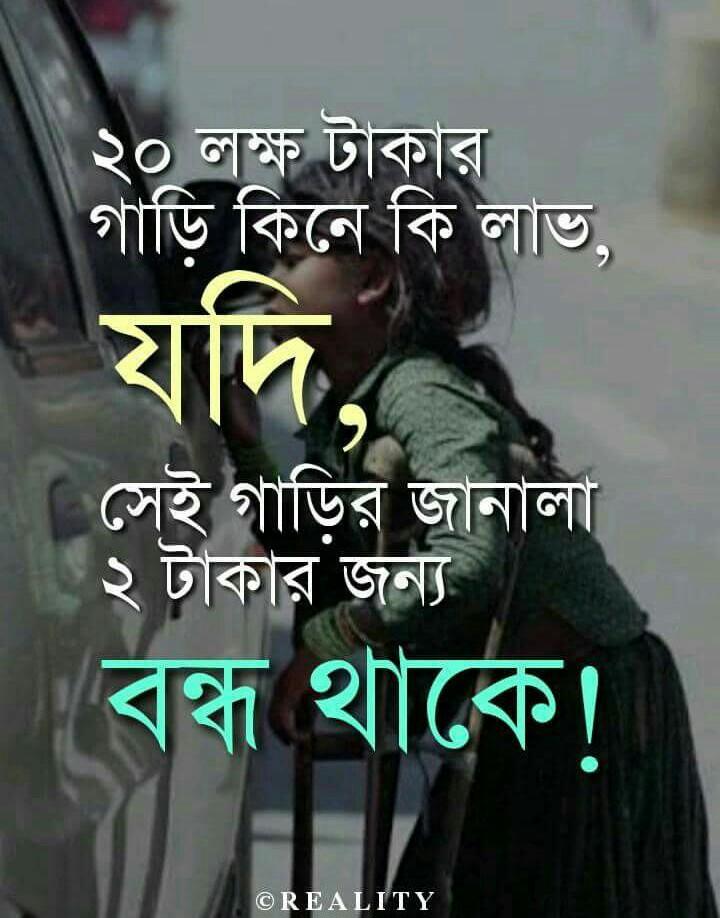 ২০ লক্ষ টাকার
গাড়ি কিনে কি লাভ,
যদি,
সেই গাড়ির জানালা
২ টাকার জন্য
বন্ধ থাকে!
©REALITY